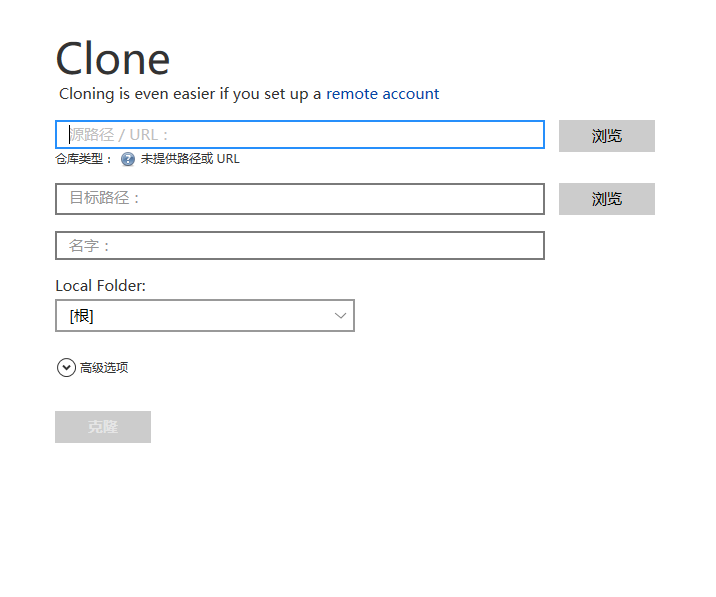 Clone
Cloning is even easier if you set up a remote account
源路径 / URL：
浏览
仓库类型： ? 未提供路径或 URL
目标路径：
浏览
名字：
Local Folder:
[根]
高级选项
克隆